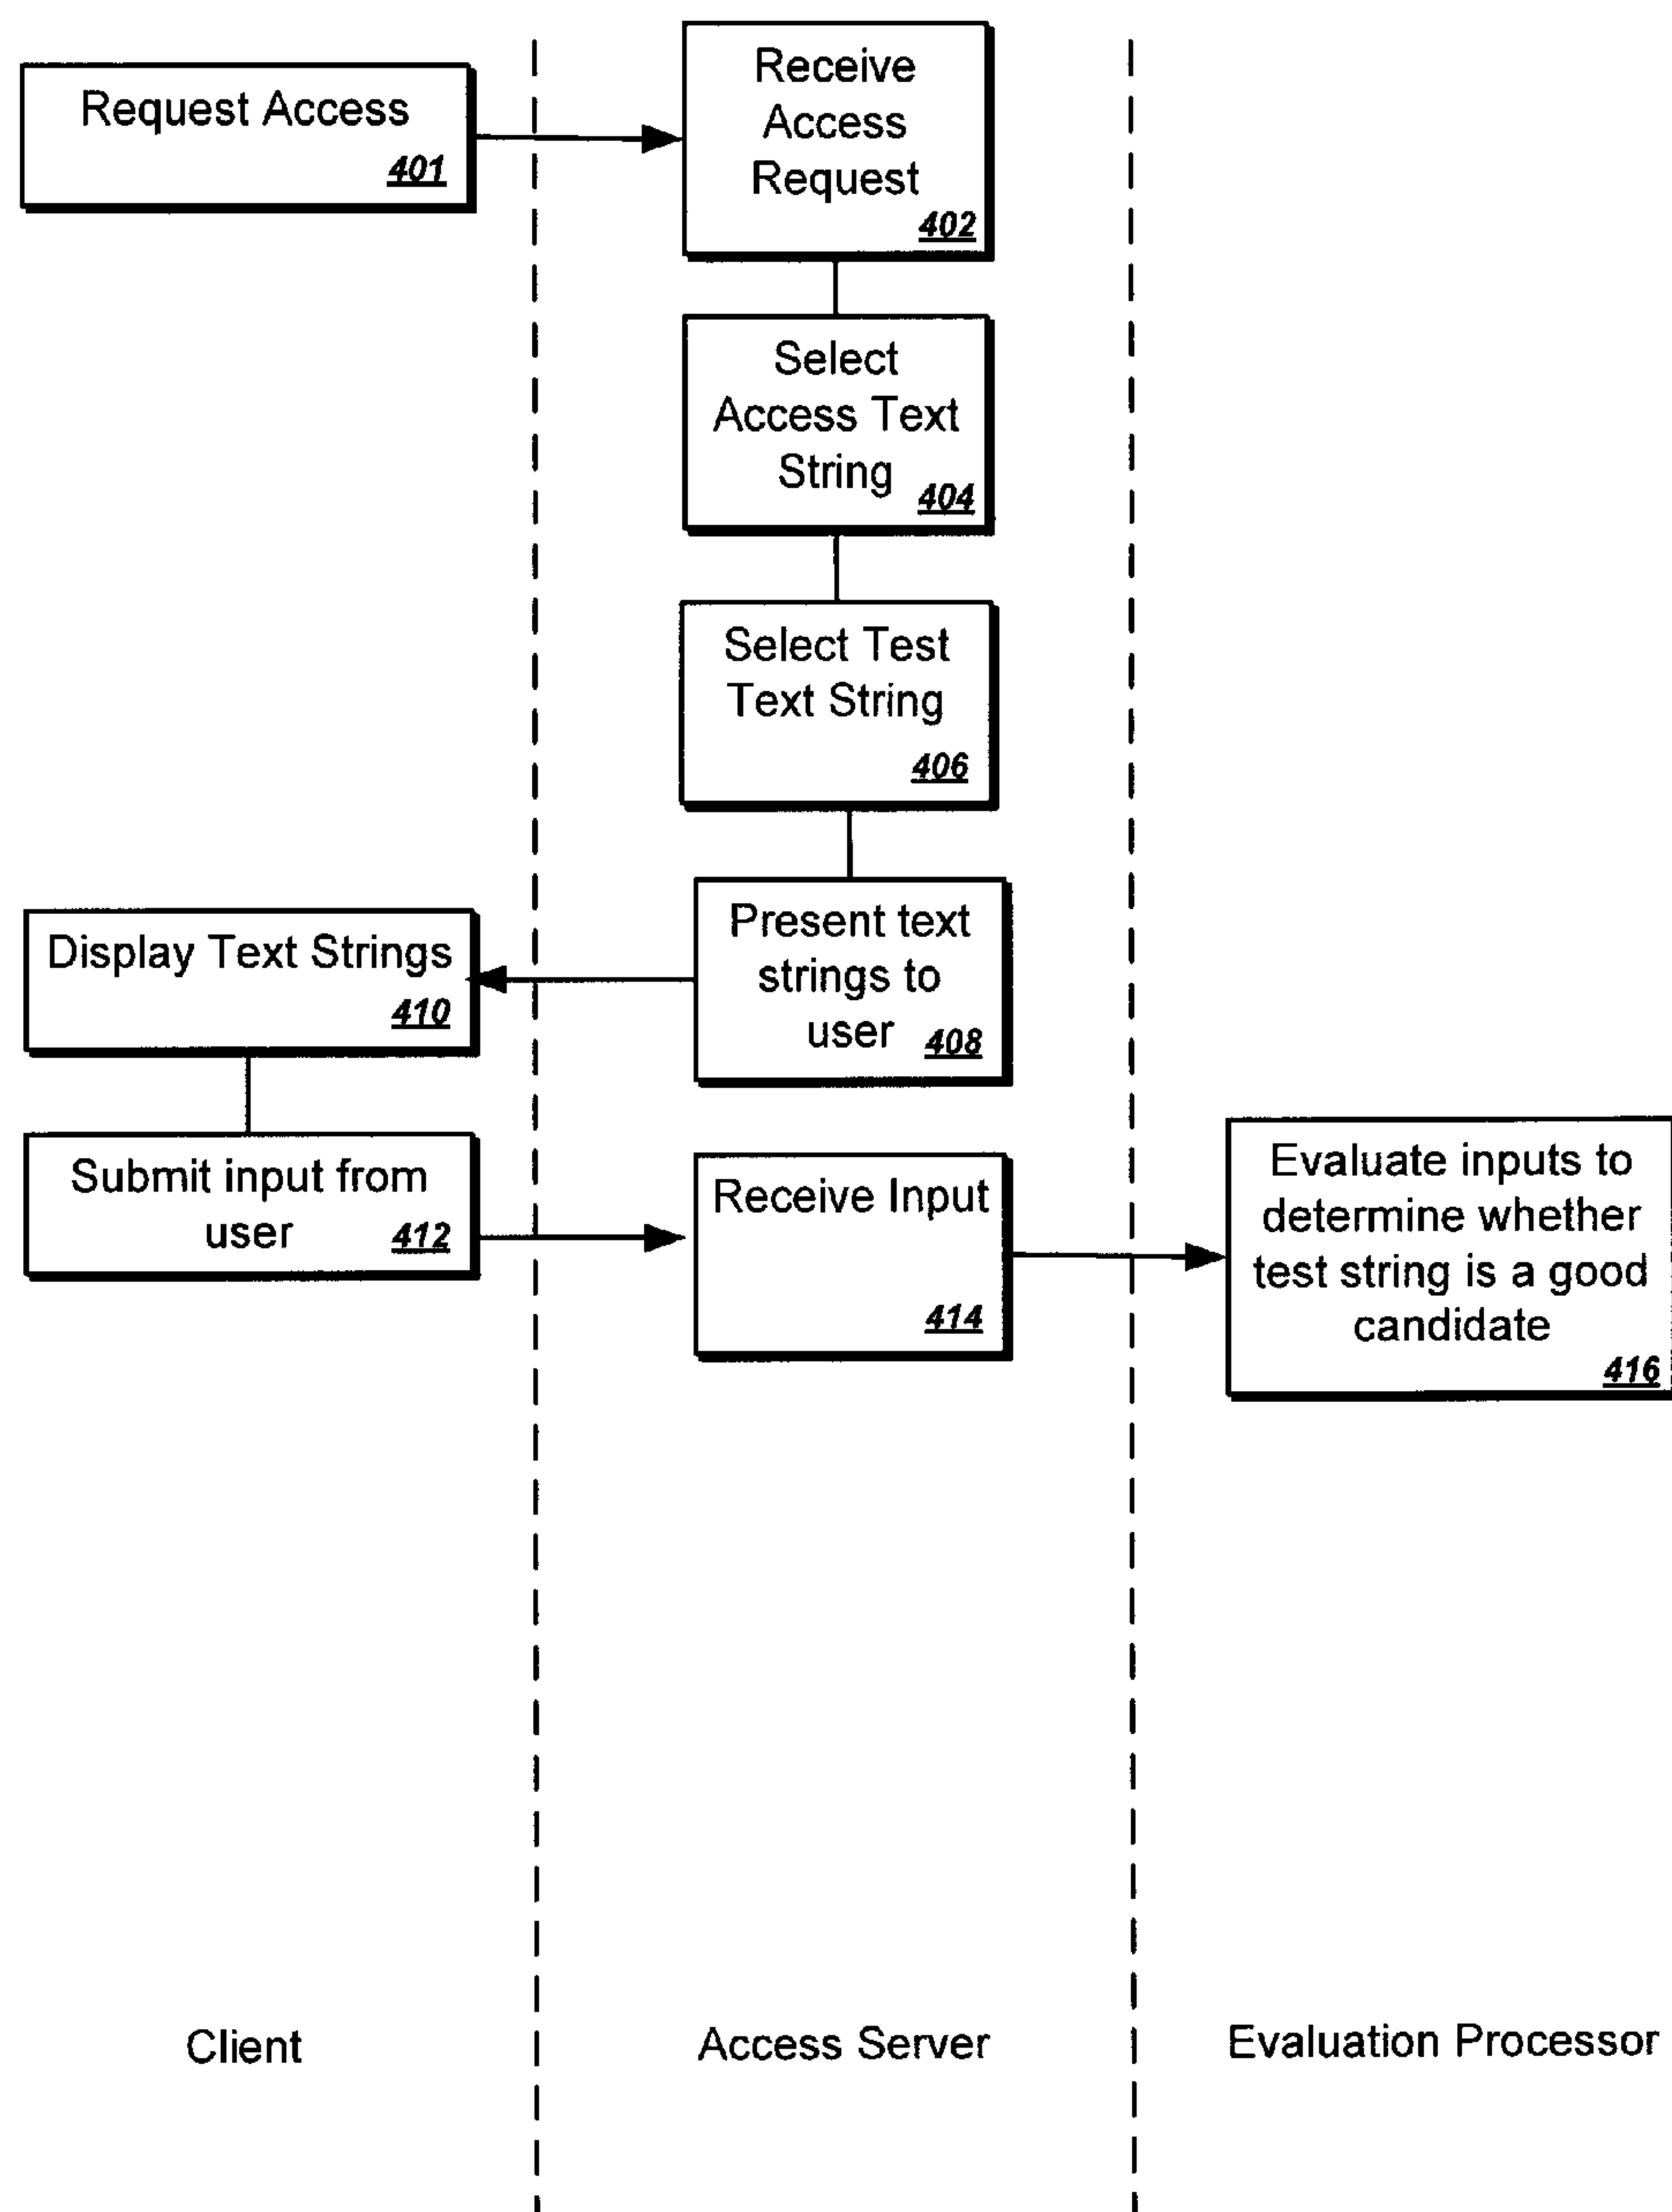 Request Access
401
Receive
Access
Request
402
Select
Access Text
String
404
Select Test
Text String
406
Present text
strings to
user
408
Display Text Strings
410
Submit input from
user
412
Receive Input
414
Evaluate inputs to
determine whether
test string is a good
candidate
416
Client
Access Server
Evaluation Processor